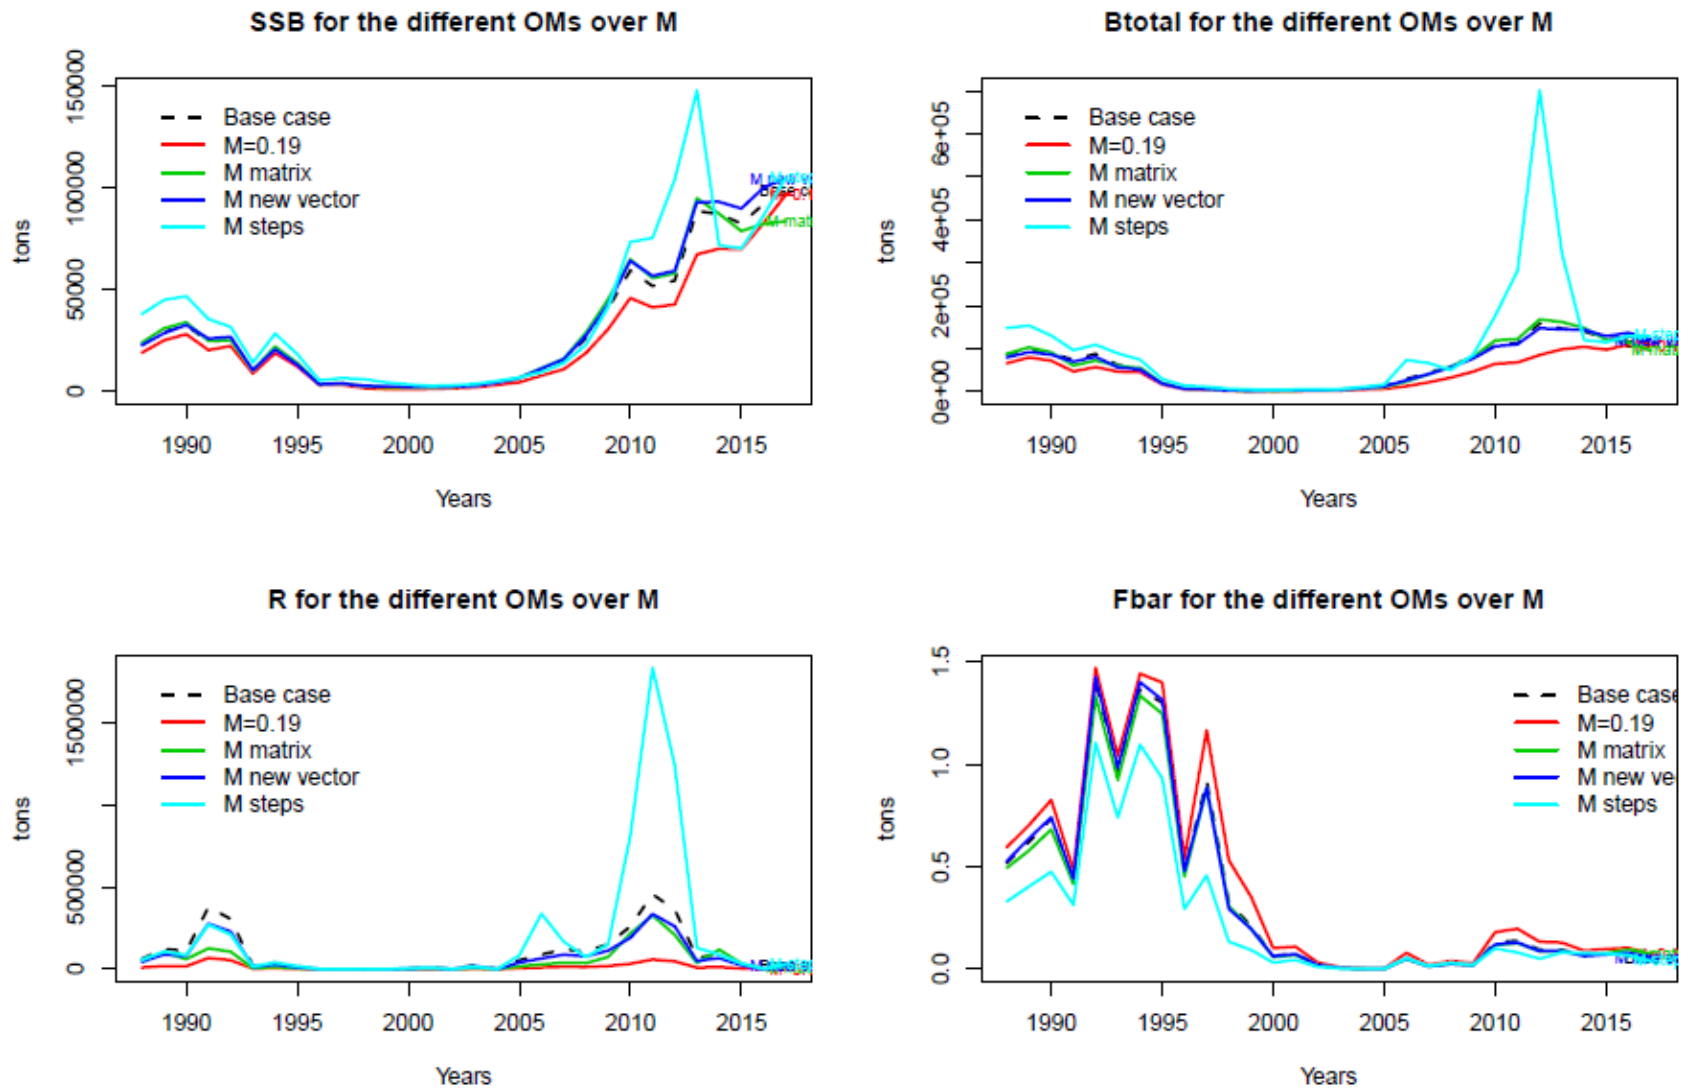 SSB for the different OMs over M
tons
150000
100000
50000
0
Base case
M=0.19
M matrix
M new vector
M steps
M mat
1990
1995
2000
2005
2010
2015
Years
Btotal for the different OMs over M
tons
6e+05
4e+05
2e+05
0e+00
Base case
M=0.19
M matrix
M new vector
M steps
1990
1995
2000
2005
2010
2015
Years
R for the different OMs over M
tons
1500000
500000
0
Base case
M=0.19
M matrix
M new vector
M steps
1990
1995
2000
2005
2010
2015
Years
Fbar for the different OMs over M
tons
1.5
1.0
0.5
0.0
Base case
M=0.19
M matrix
M new ve
M steps
1990
1995
2000
2005
2010
2015
Years